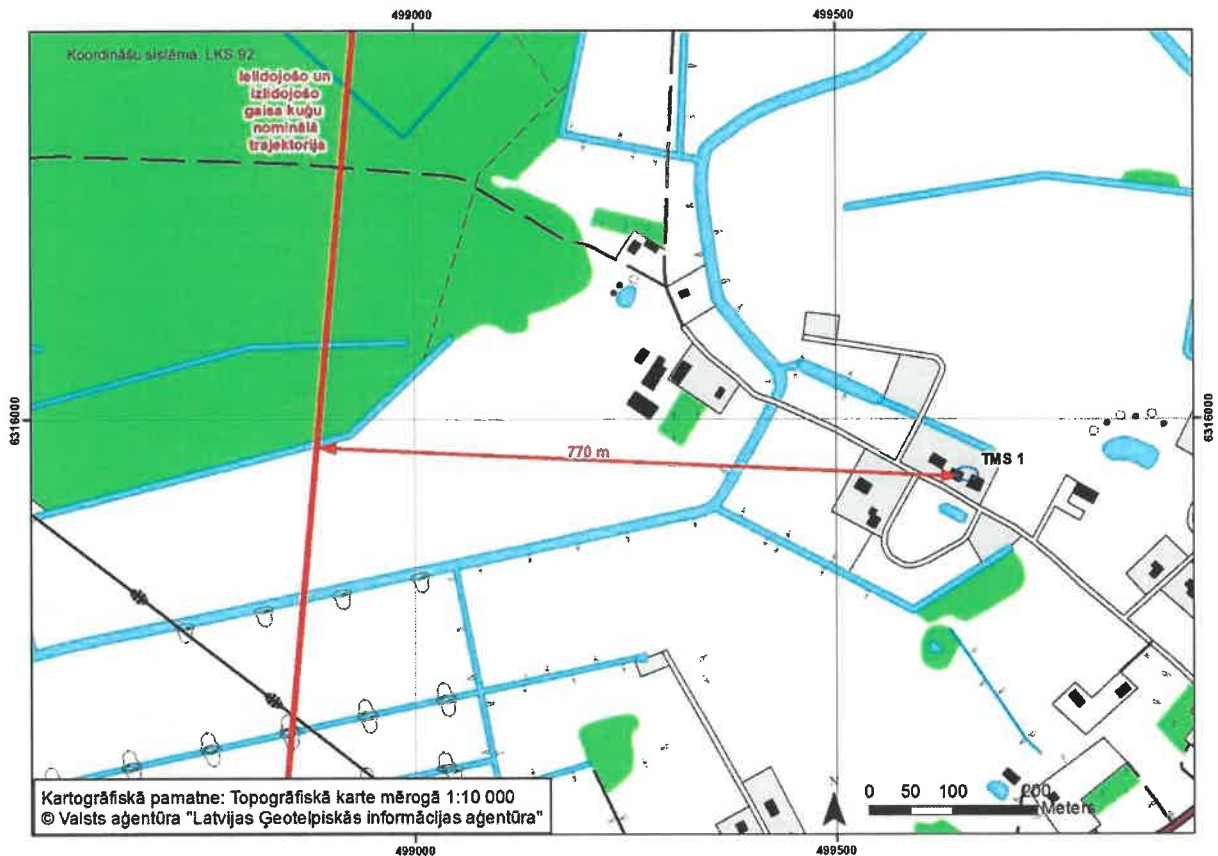 499000
499500
Koordinātu sistēma: LKS 92
Ielidojošo un
izlidojošo
gaisa kuģu
nominālā
trajektorija
6316000
6316000
770 m
TMS 1
0 50 100 200
Meters
Kartogrāfiskā pamatne: Topogrāfiskā karte mērogā 1:10 000
© Valsts aģentūra "Latvijas Ģeotelpiskās informācijas aģentūra"
499000
499500